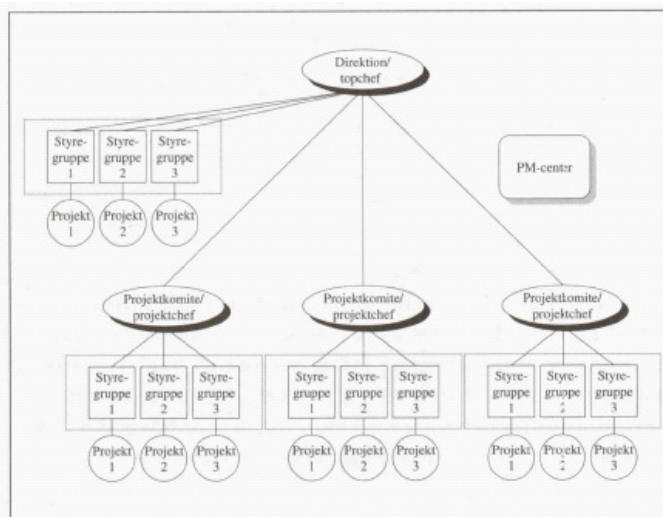 Direktion/
topchef
Styre-
gruppe
1
Styre-
gruppe
2
Styre-
gruppe
3
PM-center
Projekt
1
Projekt
2
Projekt
3
Projektkomite/
projektchef
Projektkomite/
projektchef
Projektkomite/
projektchef
Styre-
gruppe
1
Styre-
gruppe
2
Styre-
gruppe
3
Styre-
gruppe
1
Styre-
gruppe
2
Styre-
gruppe
3
Styre-
gruppe
1
Styre-
gruppe
2
Styre-
gruppe
3
Projekt
1
Projekt
2
Projekt
3
Projekt
1
Projekt
2
Projekt
3
Projekt
1
Projekt
2
Projekt
3